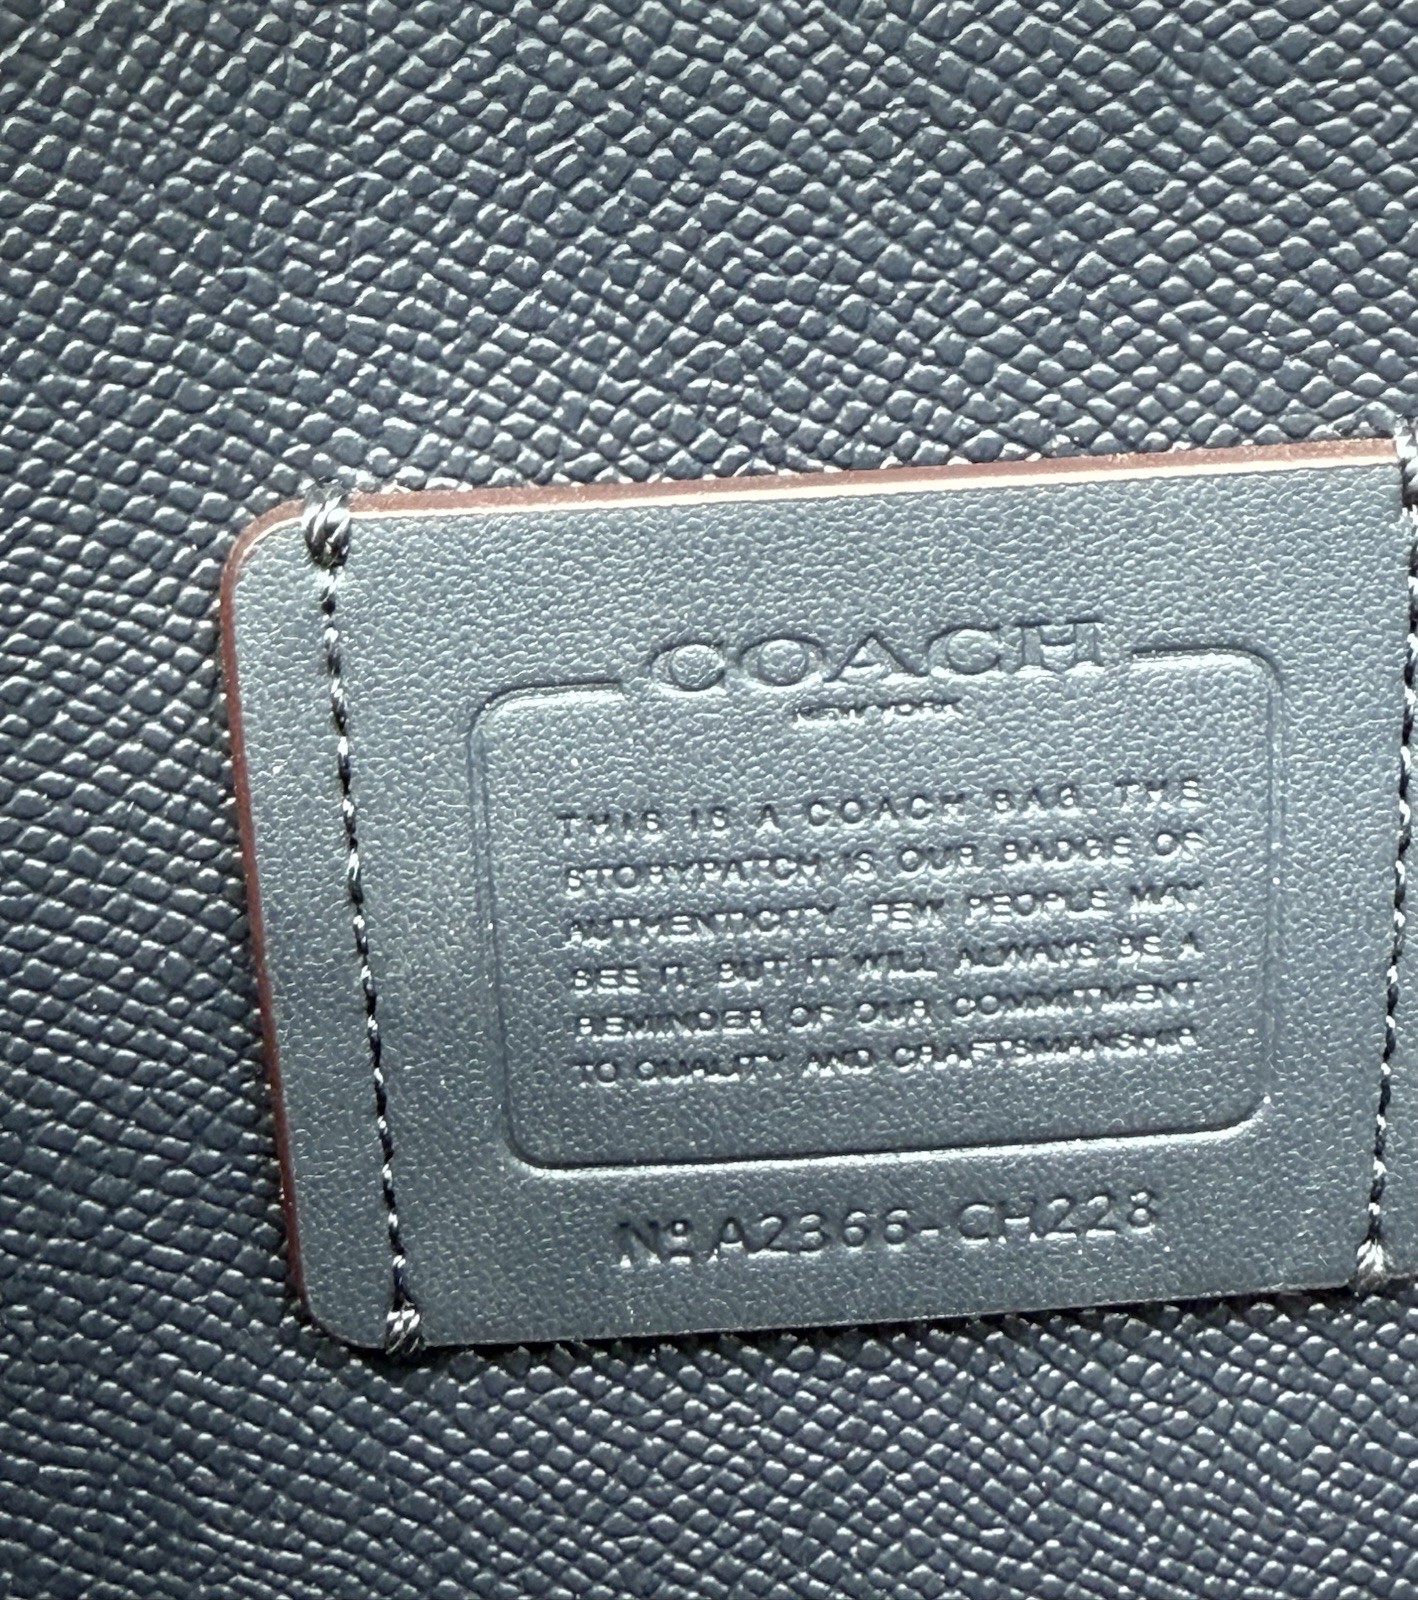 COACH
NEW YORK
THIS IS A COACH BAG. THE
STORYPATCH IS OUR BADGE OF
AUTHENTICITY. FEW PEOPLE MAY
SEE IT, BUT IT WILL ALWAYS BE A
REMINDER OF OUR COMMITMENT
TO QUALITY AND CRAFTSMANSHIP.
Nº A2366-CH228